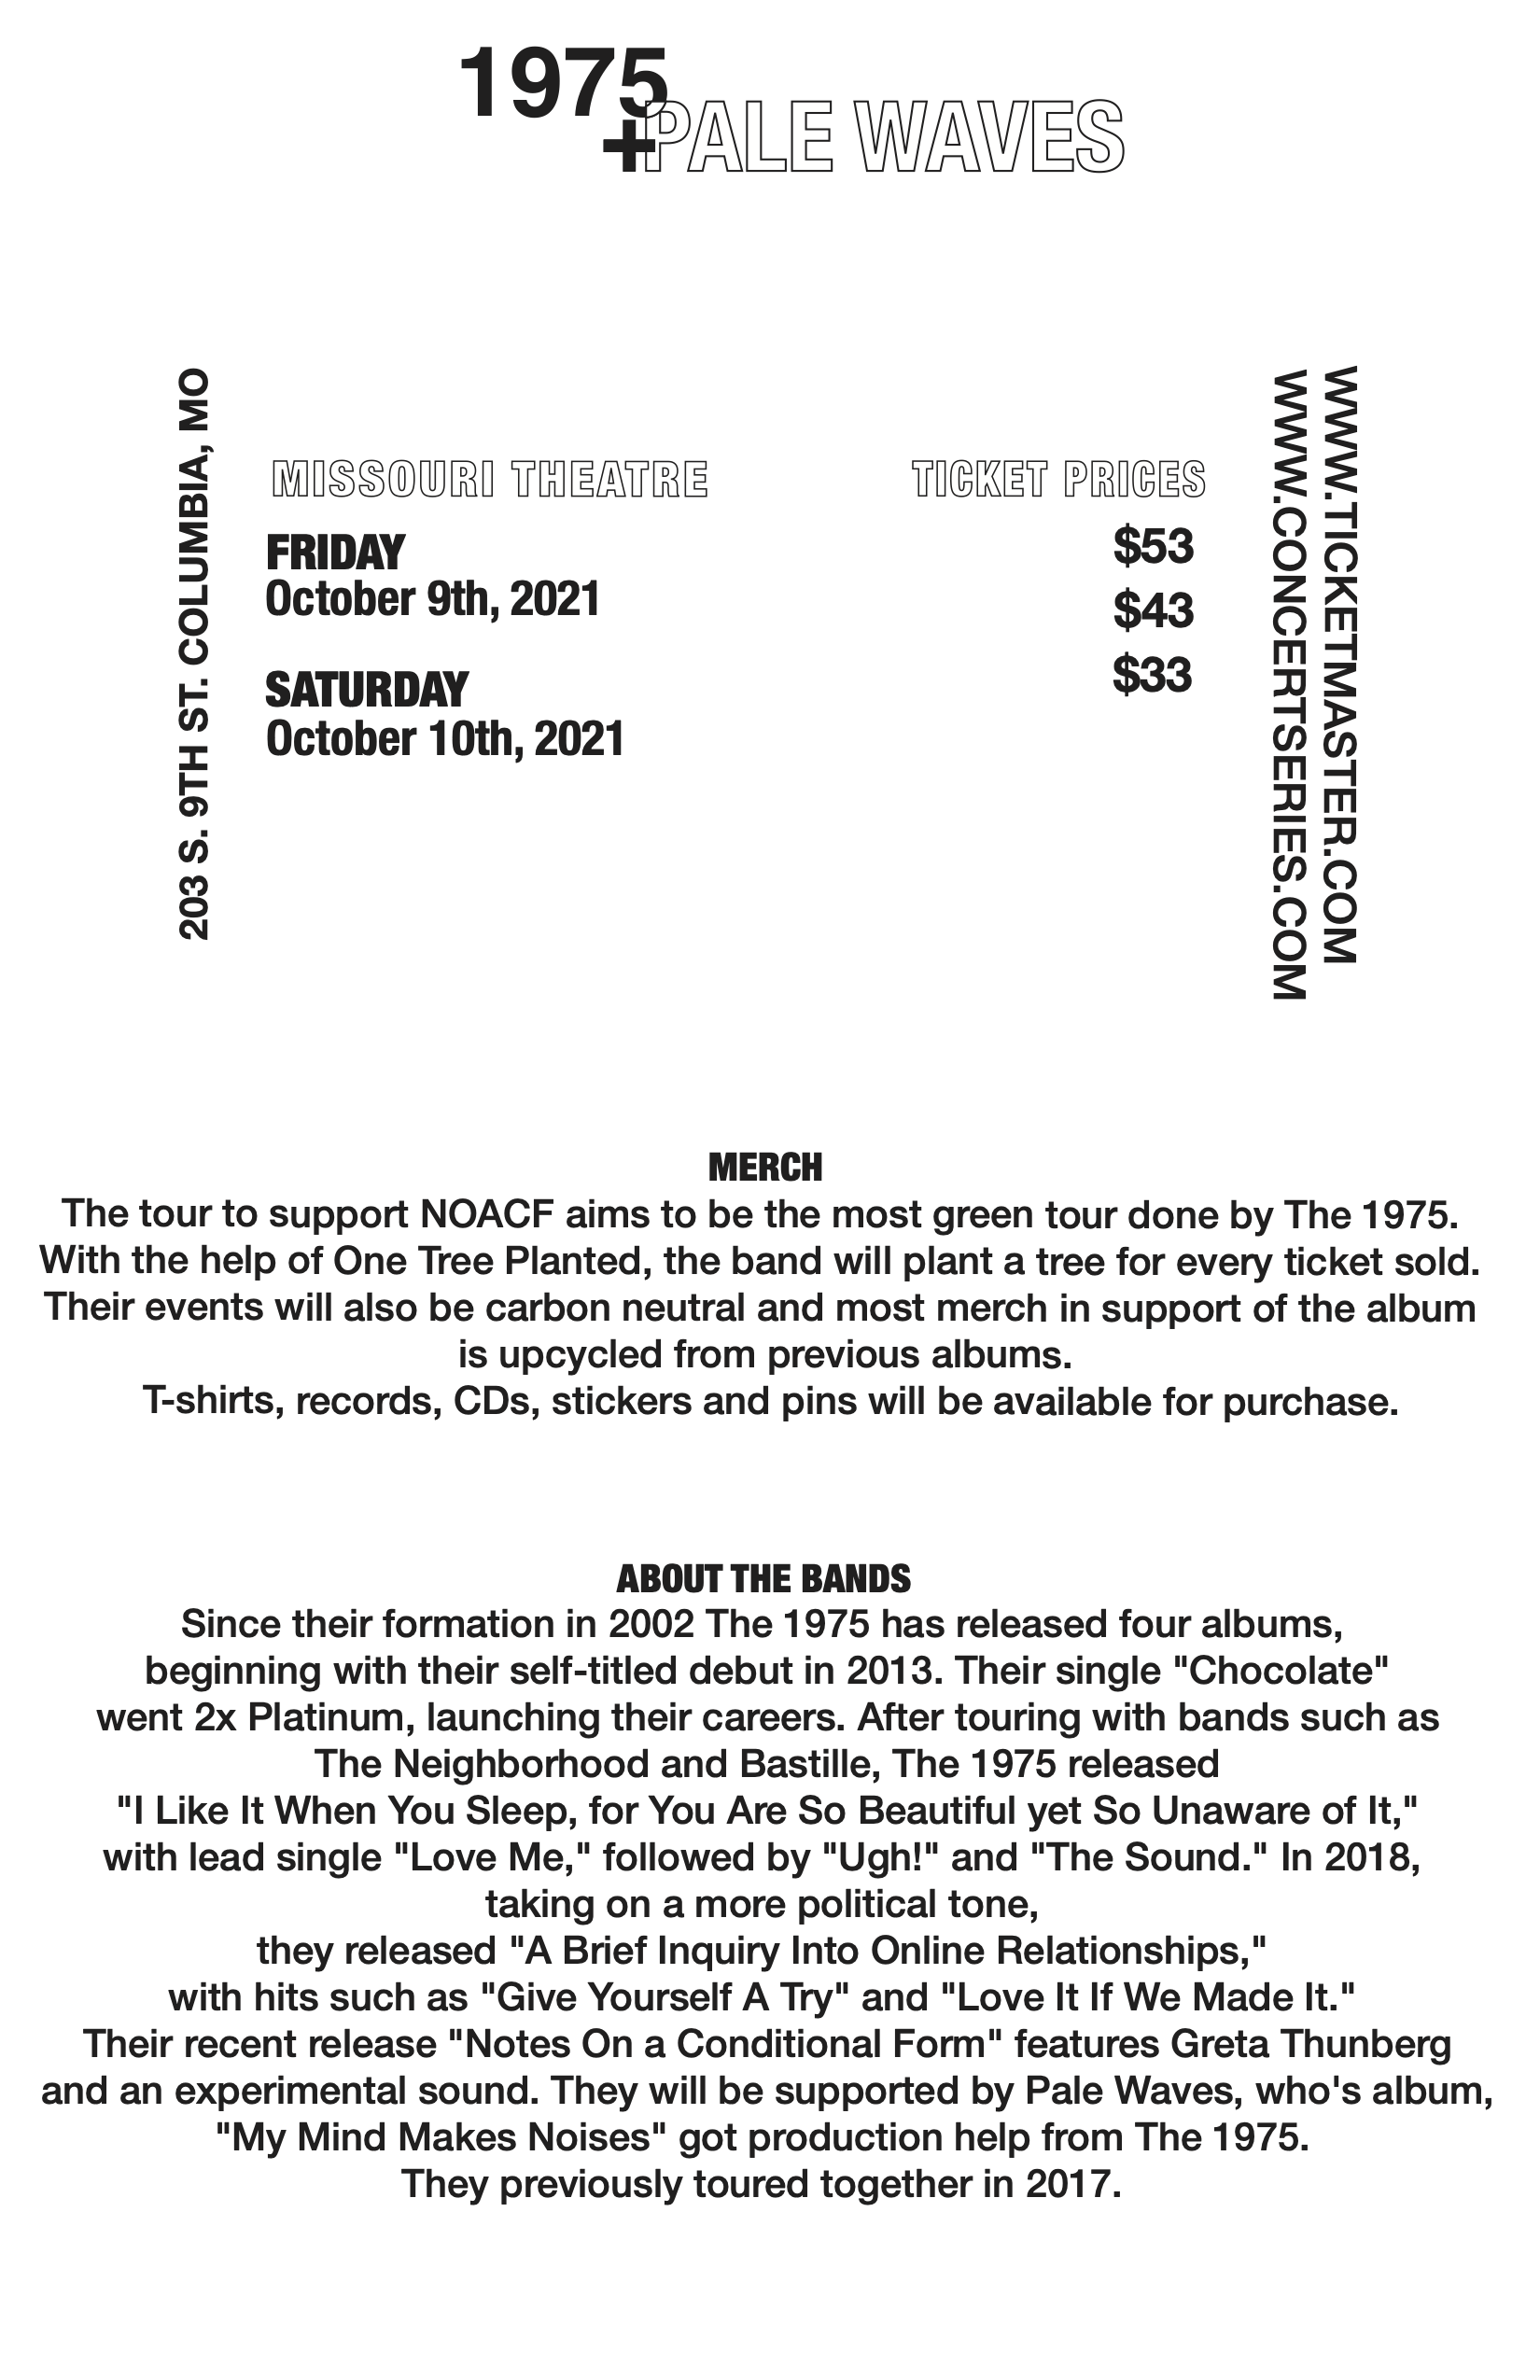 1975
+PALE WAVES
203 S. 9TH ST. COLUMBIA, MO
MISSOURI THEATRE
FRIDAY
October 9th, 2021
SATURDAY
October 10th, 2021
TICKET PRICES
$53
$43
$33
WWW.TICKETMASTER.COM
WWW.CONCERTSERIES.COM
MERCH
The tour to support NOACF aims to be the most green tour done by The 1975.
With the help of One Tree Planted, the band will plant a tree for every ticket sold.
Their events will also be carbon neutral and most merch in support of the album
is upcycled from previous albums.
T-shirts, records, CDs, stickers and pins will be available for purchase.
ABOUT THE BANDS
Since their formation in 2002 The 1975 has released four albums,
beginning with their self-titled debut in 2013. Their single "Chocolate"
went 2x Platinum, launching their careers. After touring with bands such as
The Neighborhood and Bastille, The 1975 released
"I Like It When You Sleep, for You Are So Beautiful yet So Unaware of It,"
with lead single "Love Me," followed by "Ugh!" and "The Sound." In 2018,
taking on a more political tone,
they released "A Brief Inquiry Into Online Relationships,"
with hits such as "Give Yourself A Try" and "Love It If We Made It."
Their recent release "Notes On a Conditional Form" features Greta Thunberg
and an experimental sound. They will be supported by Pale Waves, who's album,
"My Mind Makes Noises" got production help from The 1975.
They previously toured together in 2017.